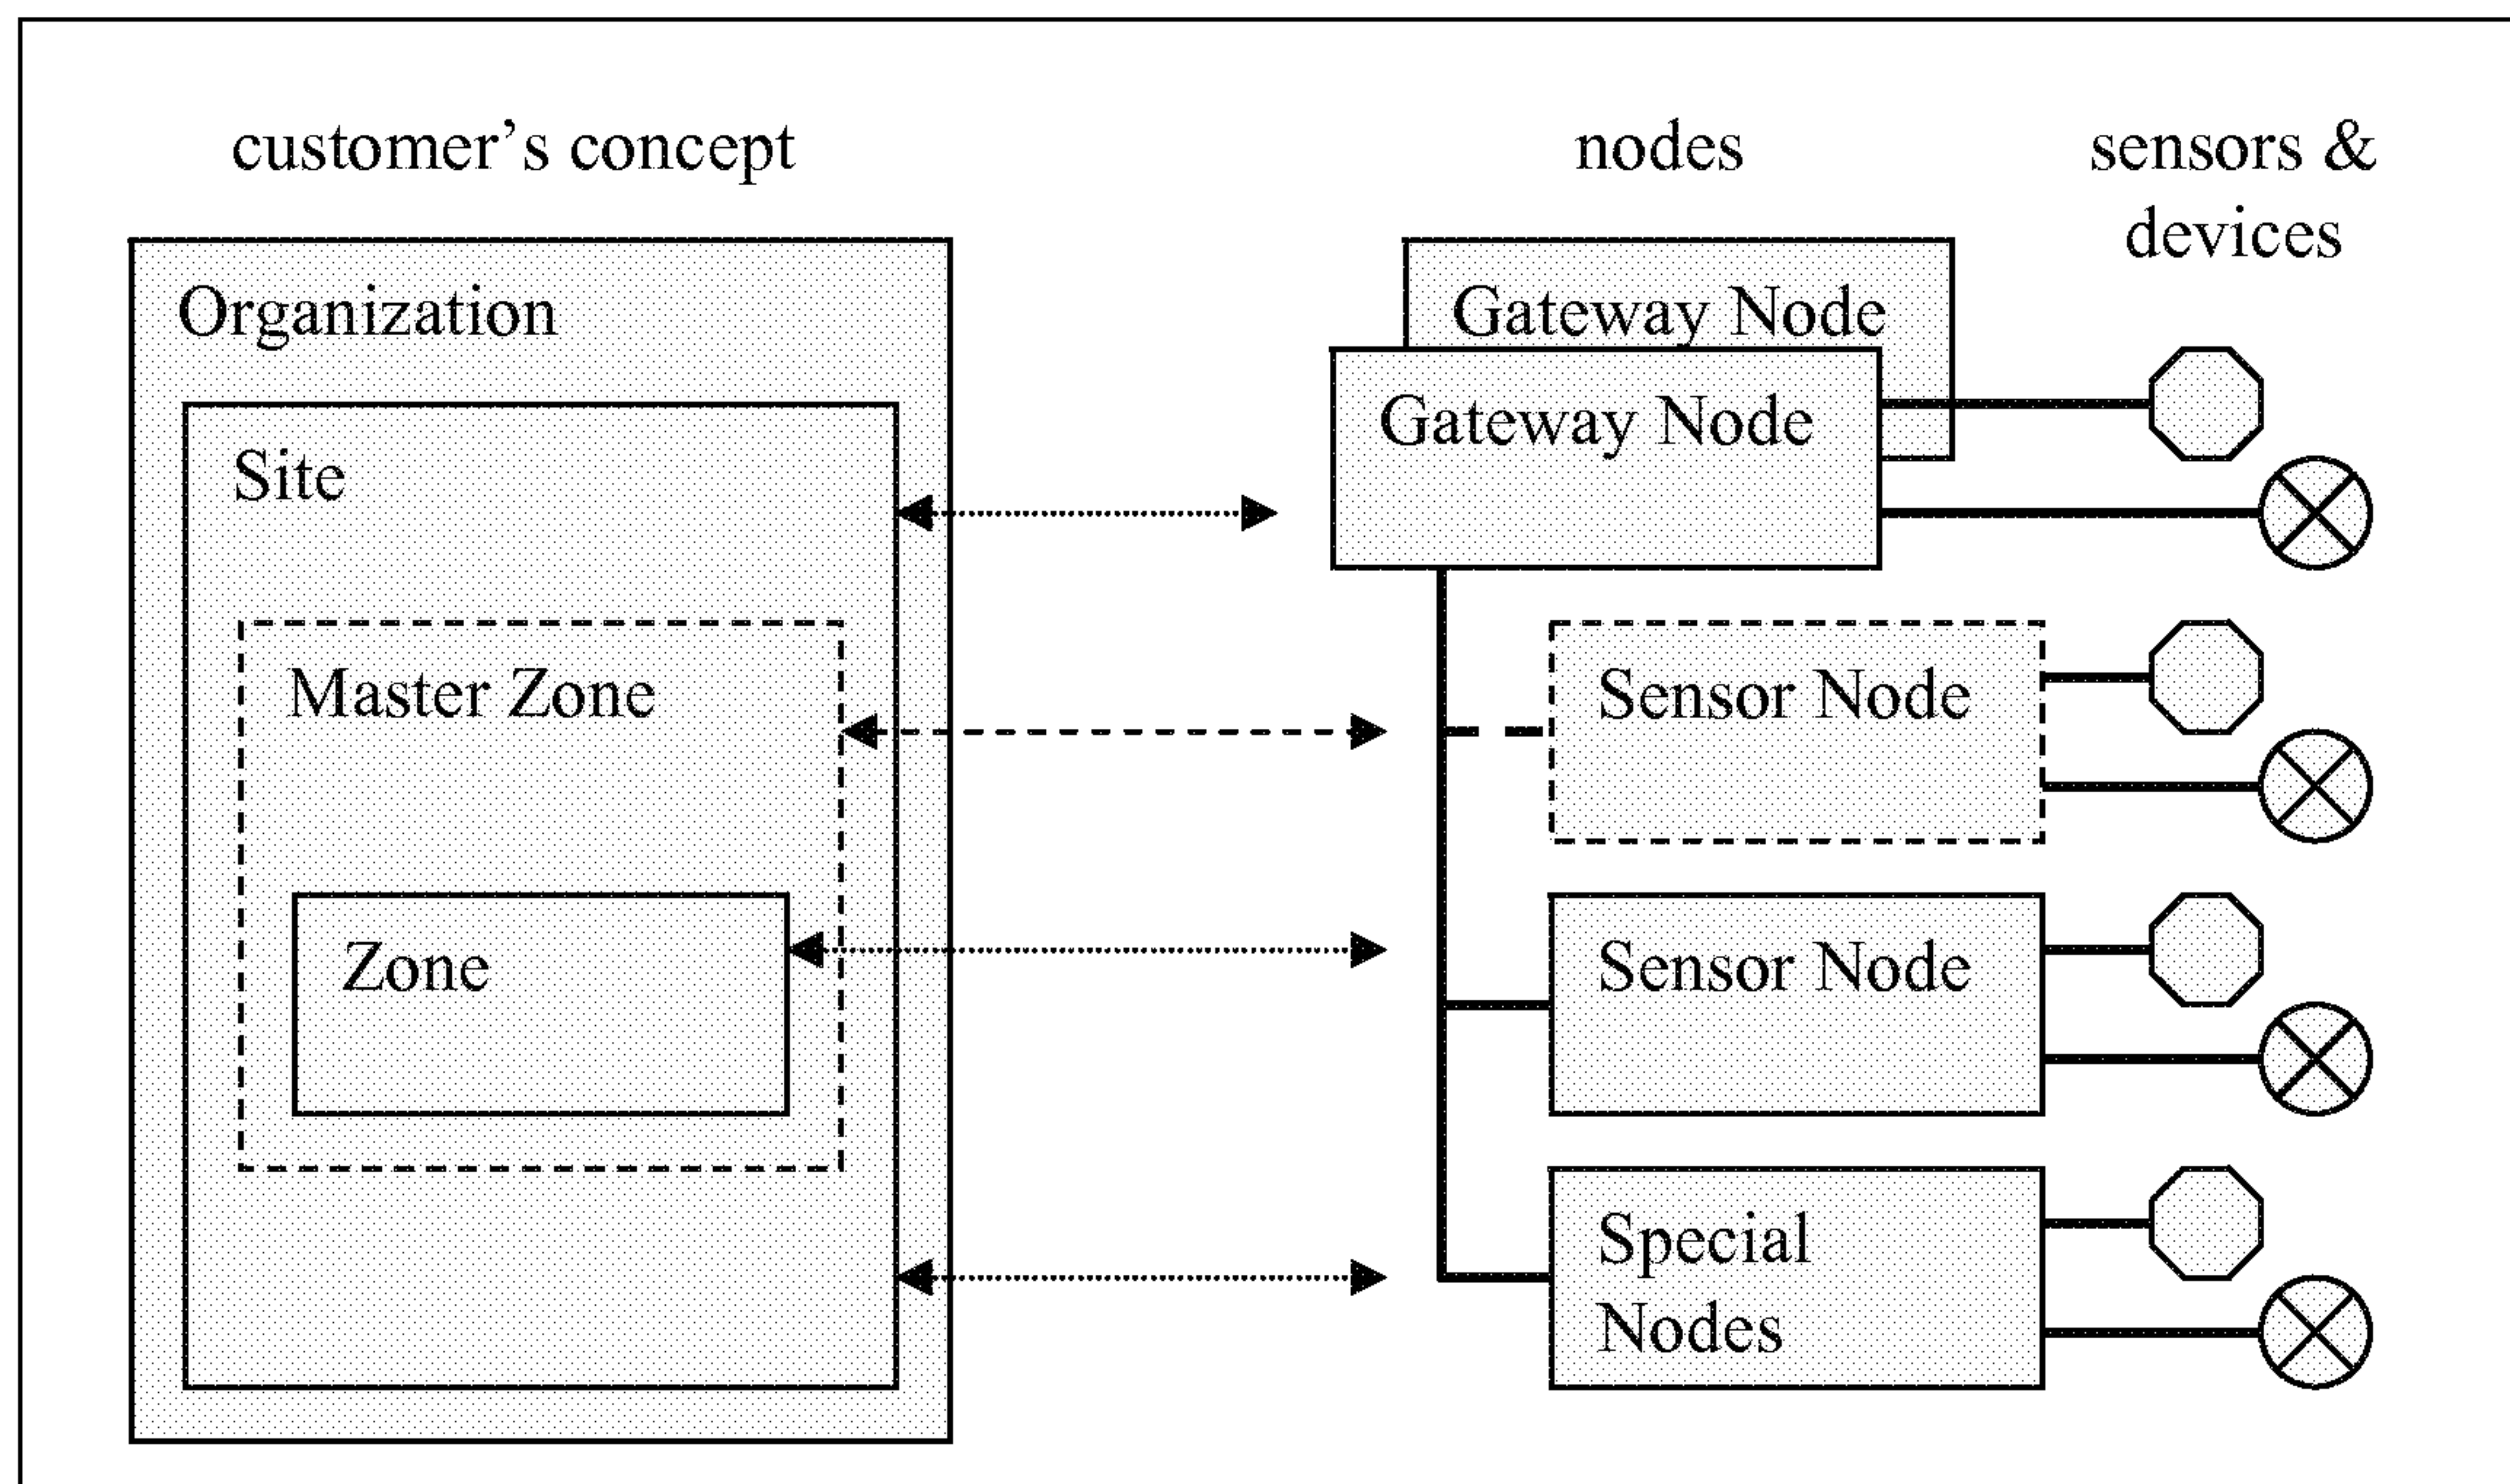 customer’s concept
nodes
sensors &
devices
Organization
Site
Master Zone
Zone
Gateway Node
Gateway Node
Sensor Node
Sensor Node
Special
Nodes